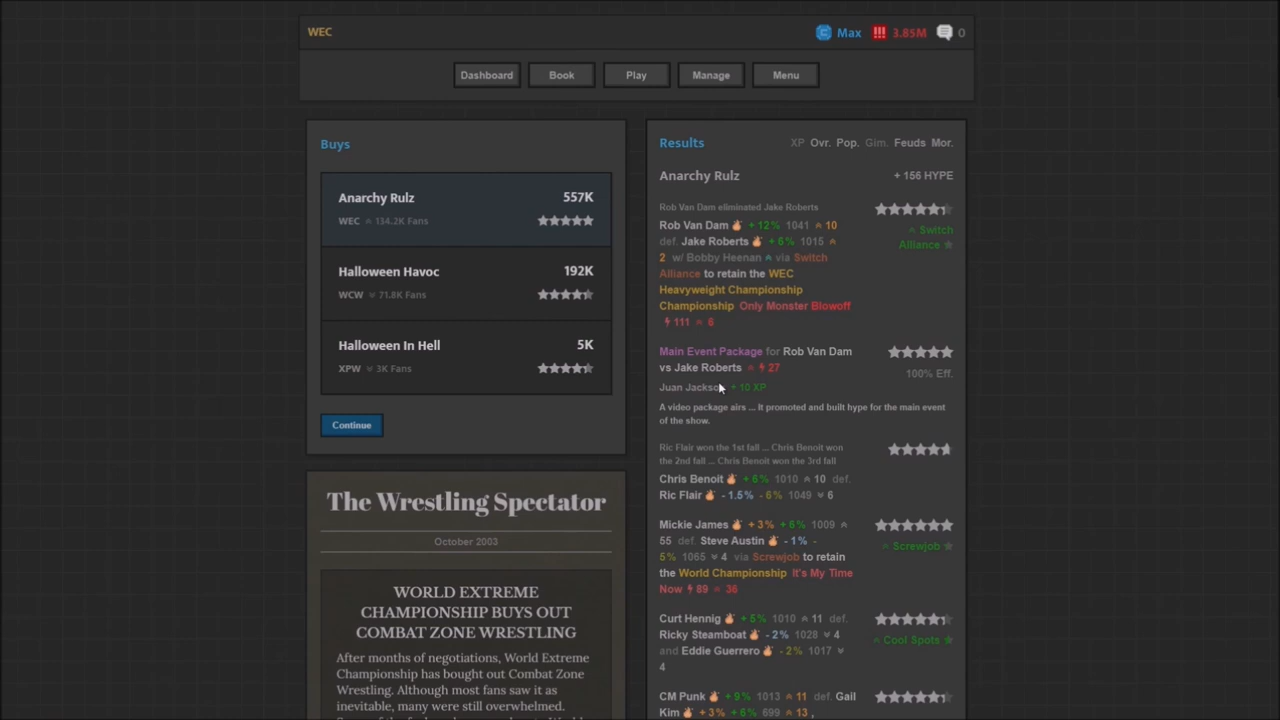 WEC
Max 3.85M 0
Dashboard Book Play Manage Menu
Buys
Anarchy Rulz 557K
WEC 134.2K Fans
Halloween Havoc 192K
WCW 71.8K Fans
Halloween In Hell 5K
XPW 3K Fans
Continue
The Wrestling Spectator
October 2003
WORLD EXTREME
CHAMPIONSHIP BUYS OUT
COMBAT ZONE WRESTLING
After months of negotiations, World Extreme
Championship has bought out Combat Zone
Wrestling. Although most fans saw it as
inevitable, many were still overwhelmed.
Results XP Ovr. Pop. Gim. Feuds Mor.
Anarchy Rulz + 156 HYPE
Rob Van Dam eliminated Jake Roberts
Rob Van Dam + 12% 1041 10
def. Jake Roberts + 6% 1015
2 w/ Bobby Heenan via Switch
Alliance to retain the WEC
Heavyweight Championship
Championship Only Monster Blowoff
111 6
Switch
Alliance
Main Event Package for Rob Van Dam
vs Jake Roberts 27
100% Eff.
Juan Jackson + 10 XP
A video package airs ... It promoted and built hype for the main event
of the show.
Ric Flair won the 1st fall ... Chris Benoit won
the 2nd fall ... Chris Benoit won the 3rd fall
Chris Benoit + 6% 1010 10 def.
Ric Flair - 1.5% - 6% 1049 6
Mickie James + 3% + 6% 1009
55 def. Steve Austin - 1% -
5% 1065 4 via Screwjob to retain
the World Championship It's My Time
Now 89 36
Screwjob
Curt Hennig + 5% 1010 11 def.
Ricky Steamboat - 2% 1028 4
and Eddie Guerrero - 2% 1017
4
Cool Spots
CM Punk + 9% 1013 11 def. Gail
Kim + 3% + 6% 699 13 ,